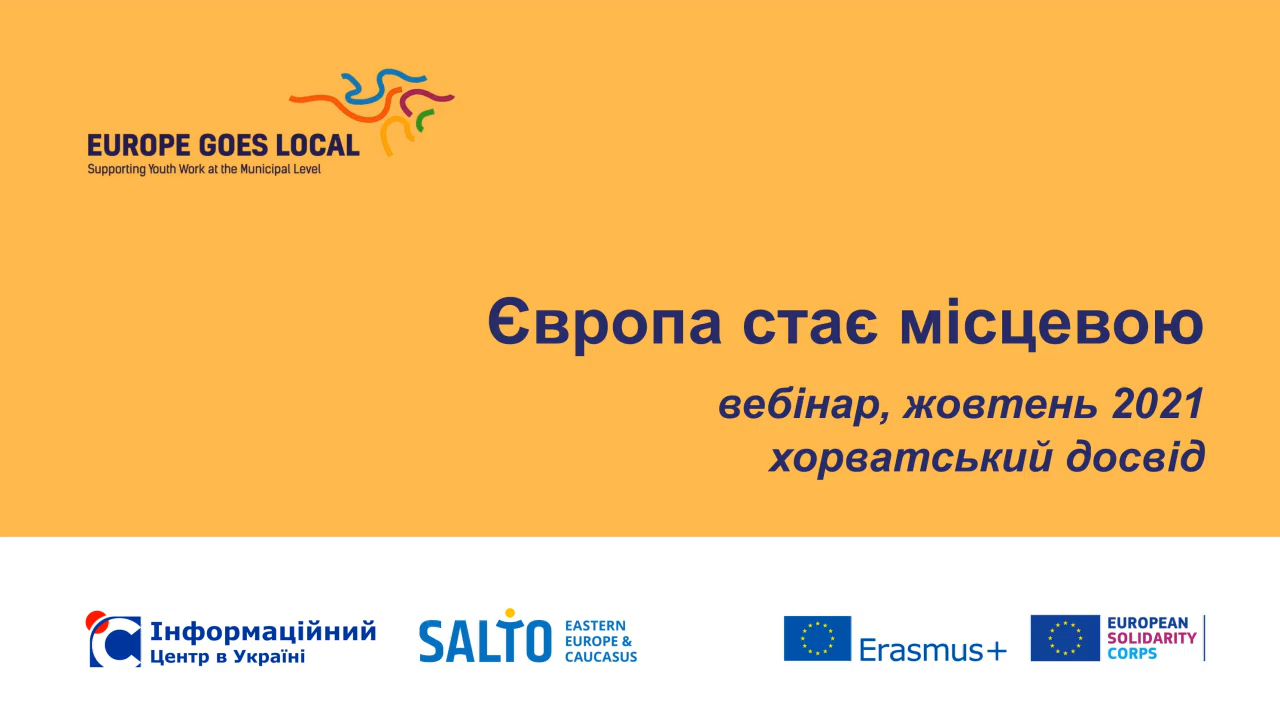 EUROPE GOES LOCAL
Supporting Youth Work at the Municipal Level
Європа стає місцевою
вебінар, жовтень 2021
хорватський досвід
Інформаційний
Центр в Україні
SALTO
EASTERN
EUROPE &
CAUCASUS
Erasmus+
EUROPEAN
SOLIDARITY
CORPS